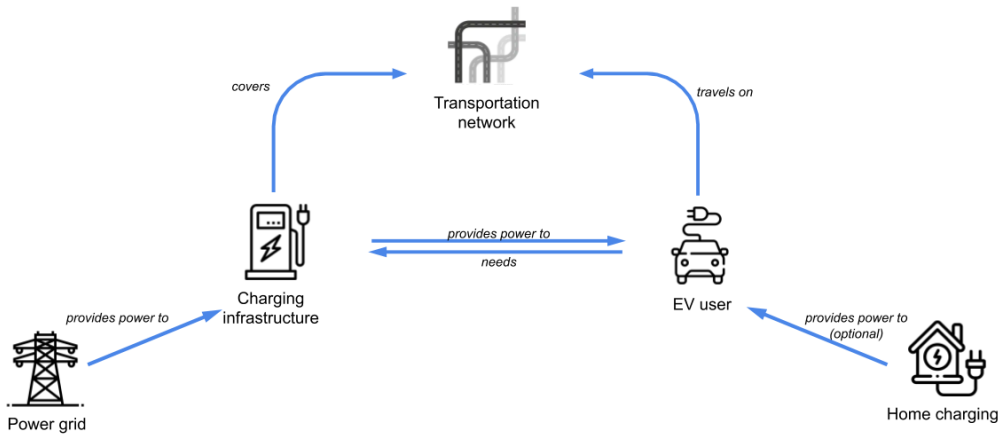 Transportation
network
covers
travels on
provides power to
needs
Charging
infrastructure
EV user
provides power to
provides power to
(optional)
Power grid
Home charging